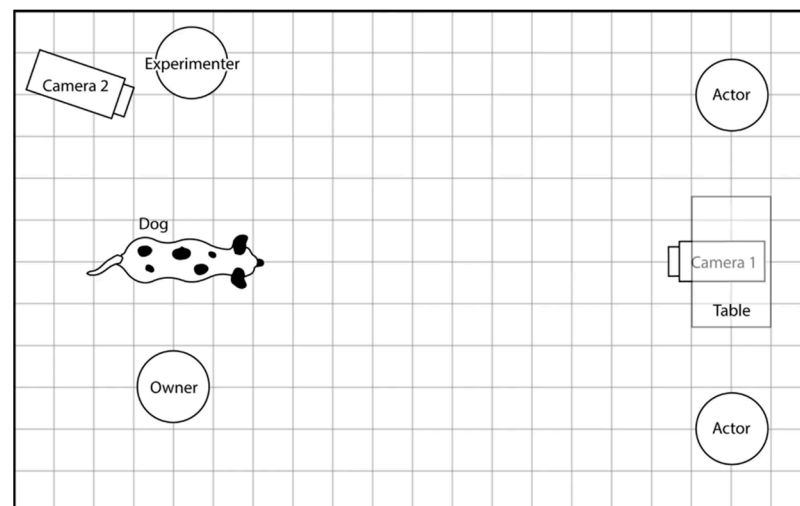 Experimenter
Camera 2
Actor
Dog
Camera 1
Table
Owner
Actor